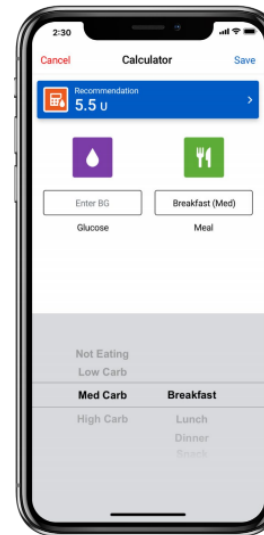 2:30
Cancel Calculator Save
Recommendation
5.5 U
Enter BG Breakfast (Med)
Glucose Meal
Not Eating
Low Carb
Med Carb Breakfast
High Carb Lunch
Dinner
Snack